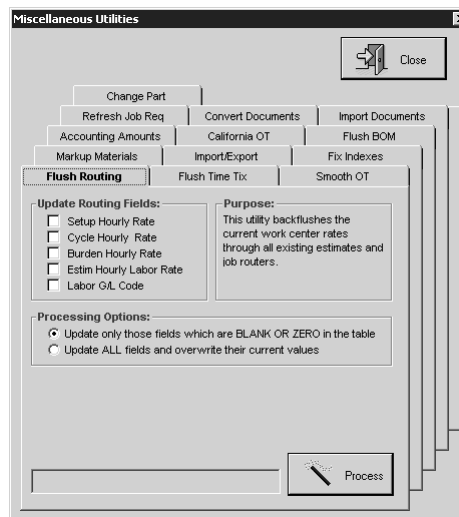 Miscellaneous Utilities
Close
Change Part
Refresh Job Req Convert Documents Import Documents
Accounting Amounts California OT Flush BOM
Markup Materials Import/Export Fix Indexes
Flush Routing Flush Time Tix Smooth OT
Update Routing Fields:
Setup Hourly Rate
Cycle Hourly Rate
Burden Hourly Rate
Estim Hourly Labor Rate
Labor G/L Code
Purpose:
This utility backflushes the
current work center rates
through all existing estimates and
job routers.
Processing Options:
Update only those fields which are BLANK OR ZERO in the table
Update ALL fields and overwrite their current values
Process